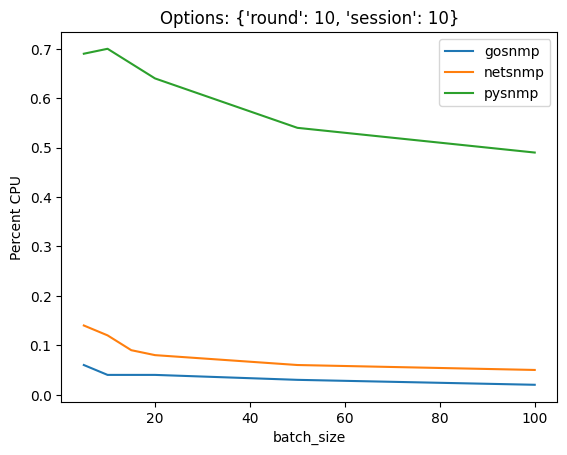 Options: {'round': 10, 'session': 10}
gosnmp
netsnmp
pysnmp
Percent CPU
0.7
0.6
0.5
0.4
0.3
0.2
0.1
0.0
20
40
60
80
100
batch_size